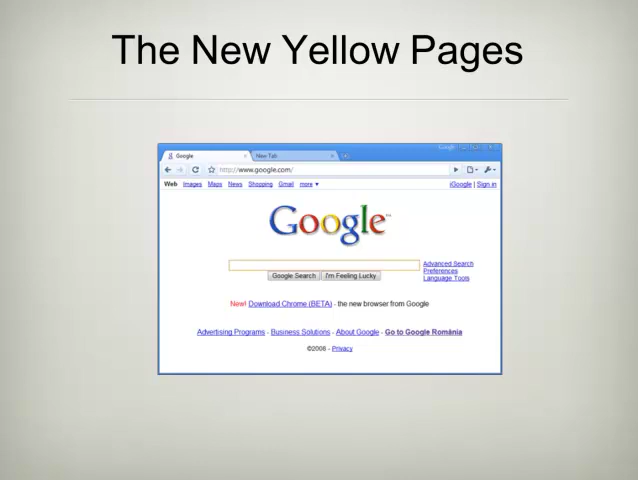 The New Yellow Pages
Google
Google New Tab
http://www.google.com/
Web Images Maps News Shopping Gmail more ▼ iGoogle | Sign in
Google™
Advanced Search
Preferences
Language Tools
Google Search I'm Feeling Lucky
New! Download Chrome (BETA) - the new browser from Google
Advertising Programs - Business Solutions - About Google - Go to Google România
©2008 - Privacy